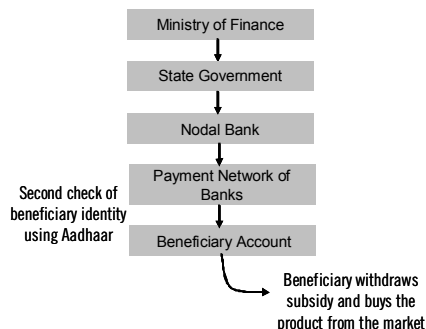 Ministry of Finance
State Government
Nodal Bank
Payment Network of
Banks
Second check of
beneficiary identity
using Aadhaar
Beneficiary Account
Beneficiary withdraws
subsidy and buys the
product from the market